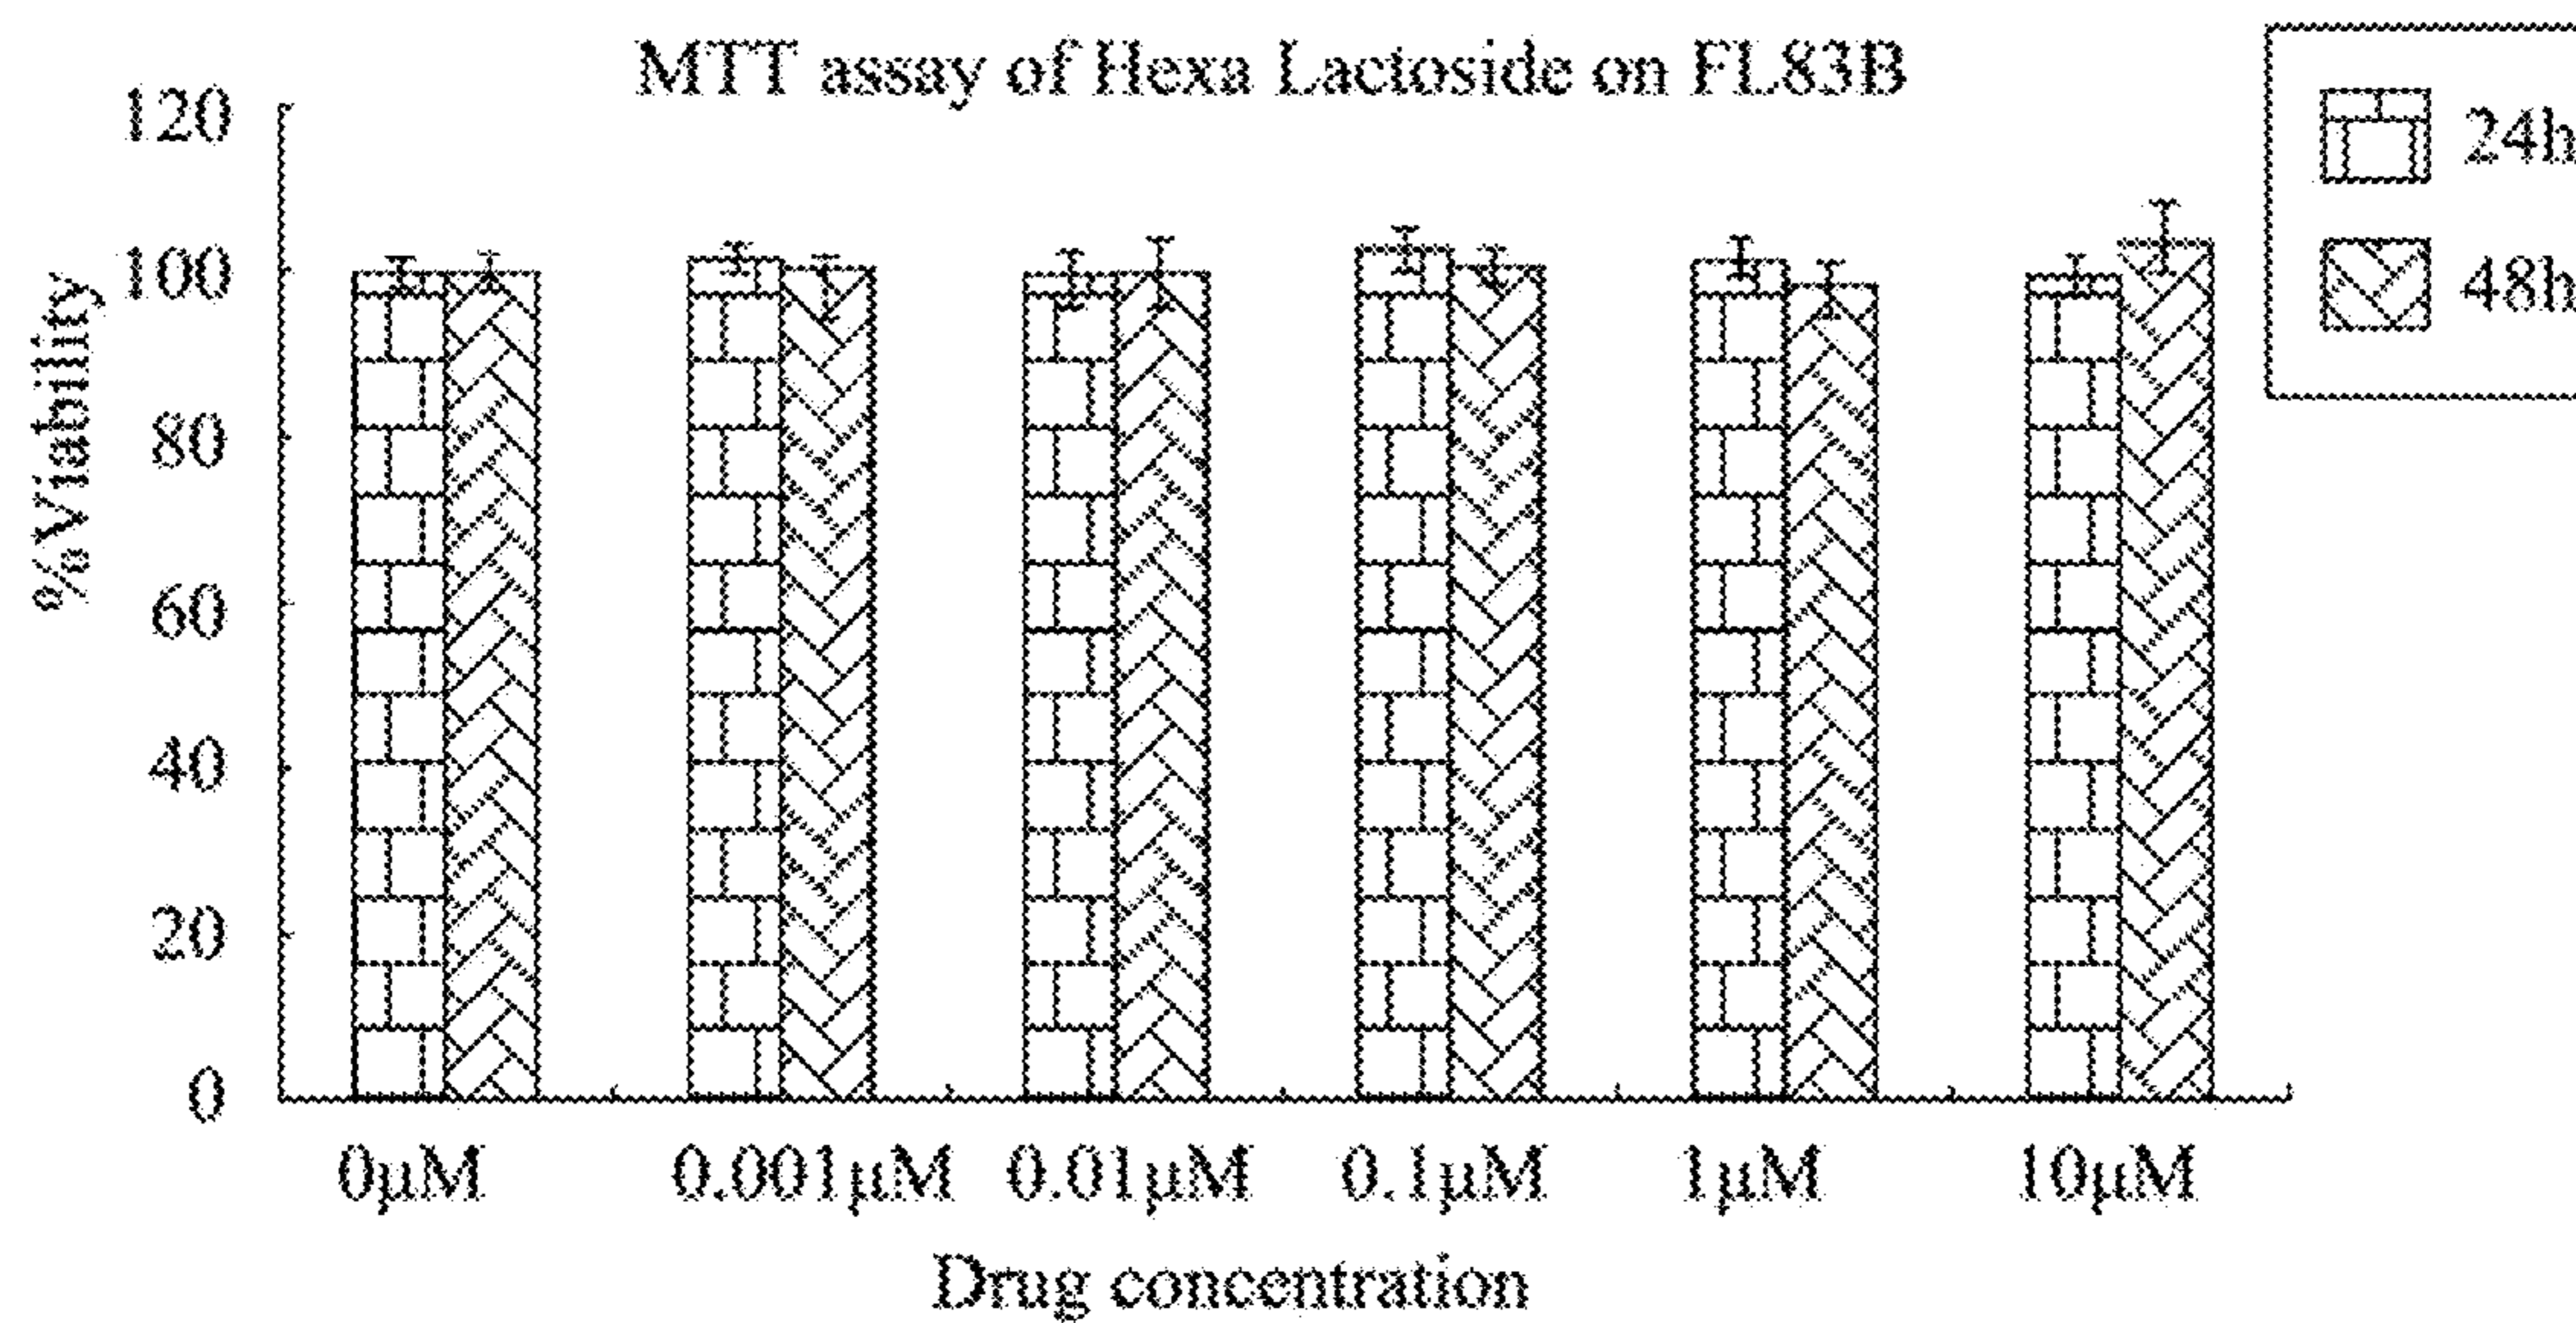 MTT assay of Hexa Lactoside on FL83B
24h
48h
%Viability
120
100
80
60
40
20
0
0μM 0.001μM 0.01μM 0.1μM 1μM 10μM
Drug concentration